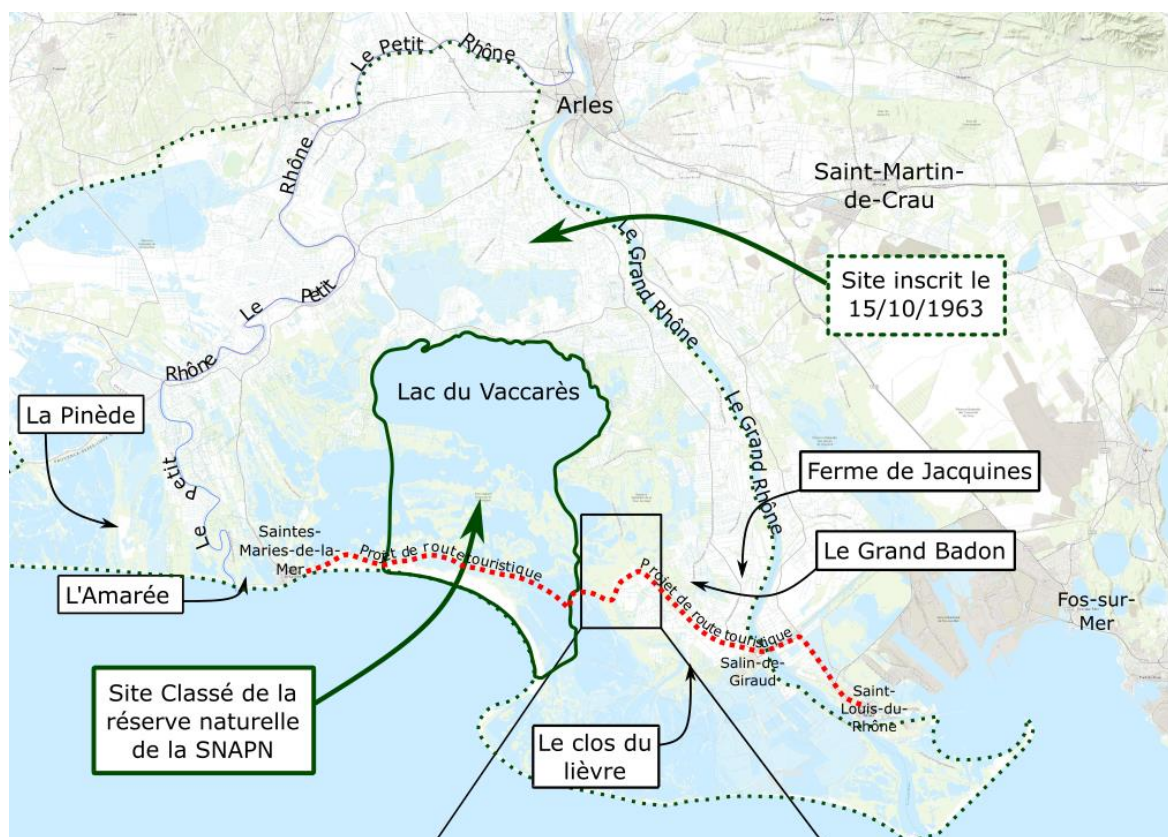 Le Petit Rhône
Arles
Rhône
Saint-Martin-
de-Crau
Le Grand Rhône
Site inscrit le
15/10/1963
Le Petit
Rhône
Lac du Vaccarès
Le Grand Rhône
La Pinède
Petit
Ferme de Jacquines
Le
Saintes-
Maries-de-la-
Mer
Projet de route touristique
Projet de route touristique
Le Grand Badon
L'Amarée
Fos-sur-
Mer
Salin-de-
Giraud
Site Classé de la
réserve naturelle
de la SNAPN
Saint-
Louis-du-
Rhône
Le clos du
lièvre